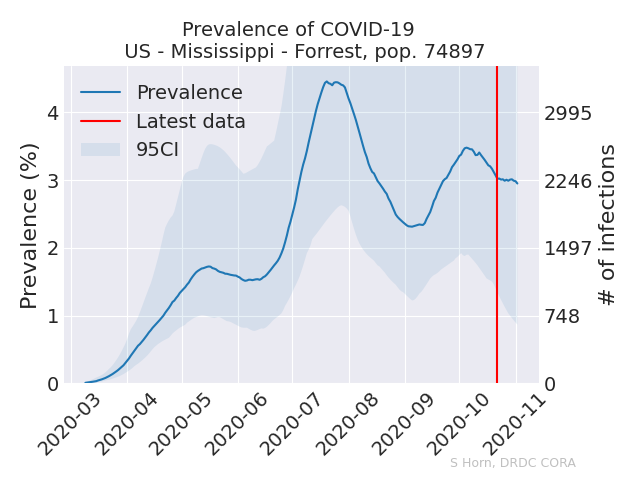 Prevalence of COVID-19
US - Mississippi - Forrest, pop. 74897
Prevalence
Latest data
95CI
Prevalence (%)
4
3
2
1
0
2995
2246
1497
748
0
# of infections
2020-03
2020-04
2020-05
2020-06
2020-07
2020-08
2020-09
2020-10
2020-11
S Horn, DRDC CORA